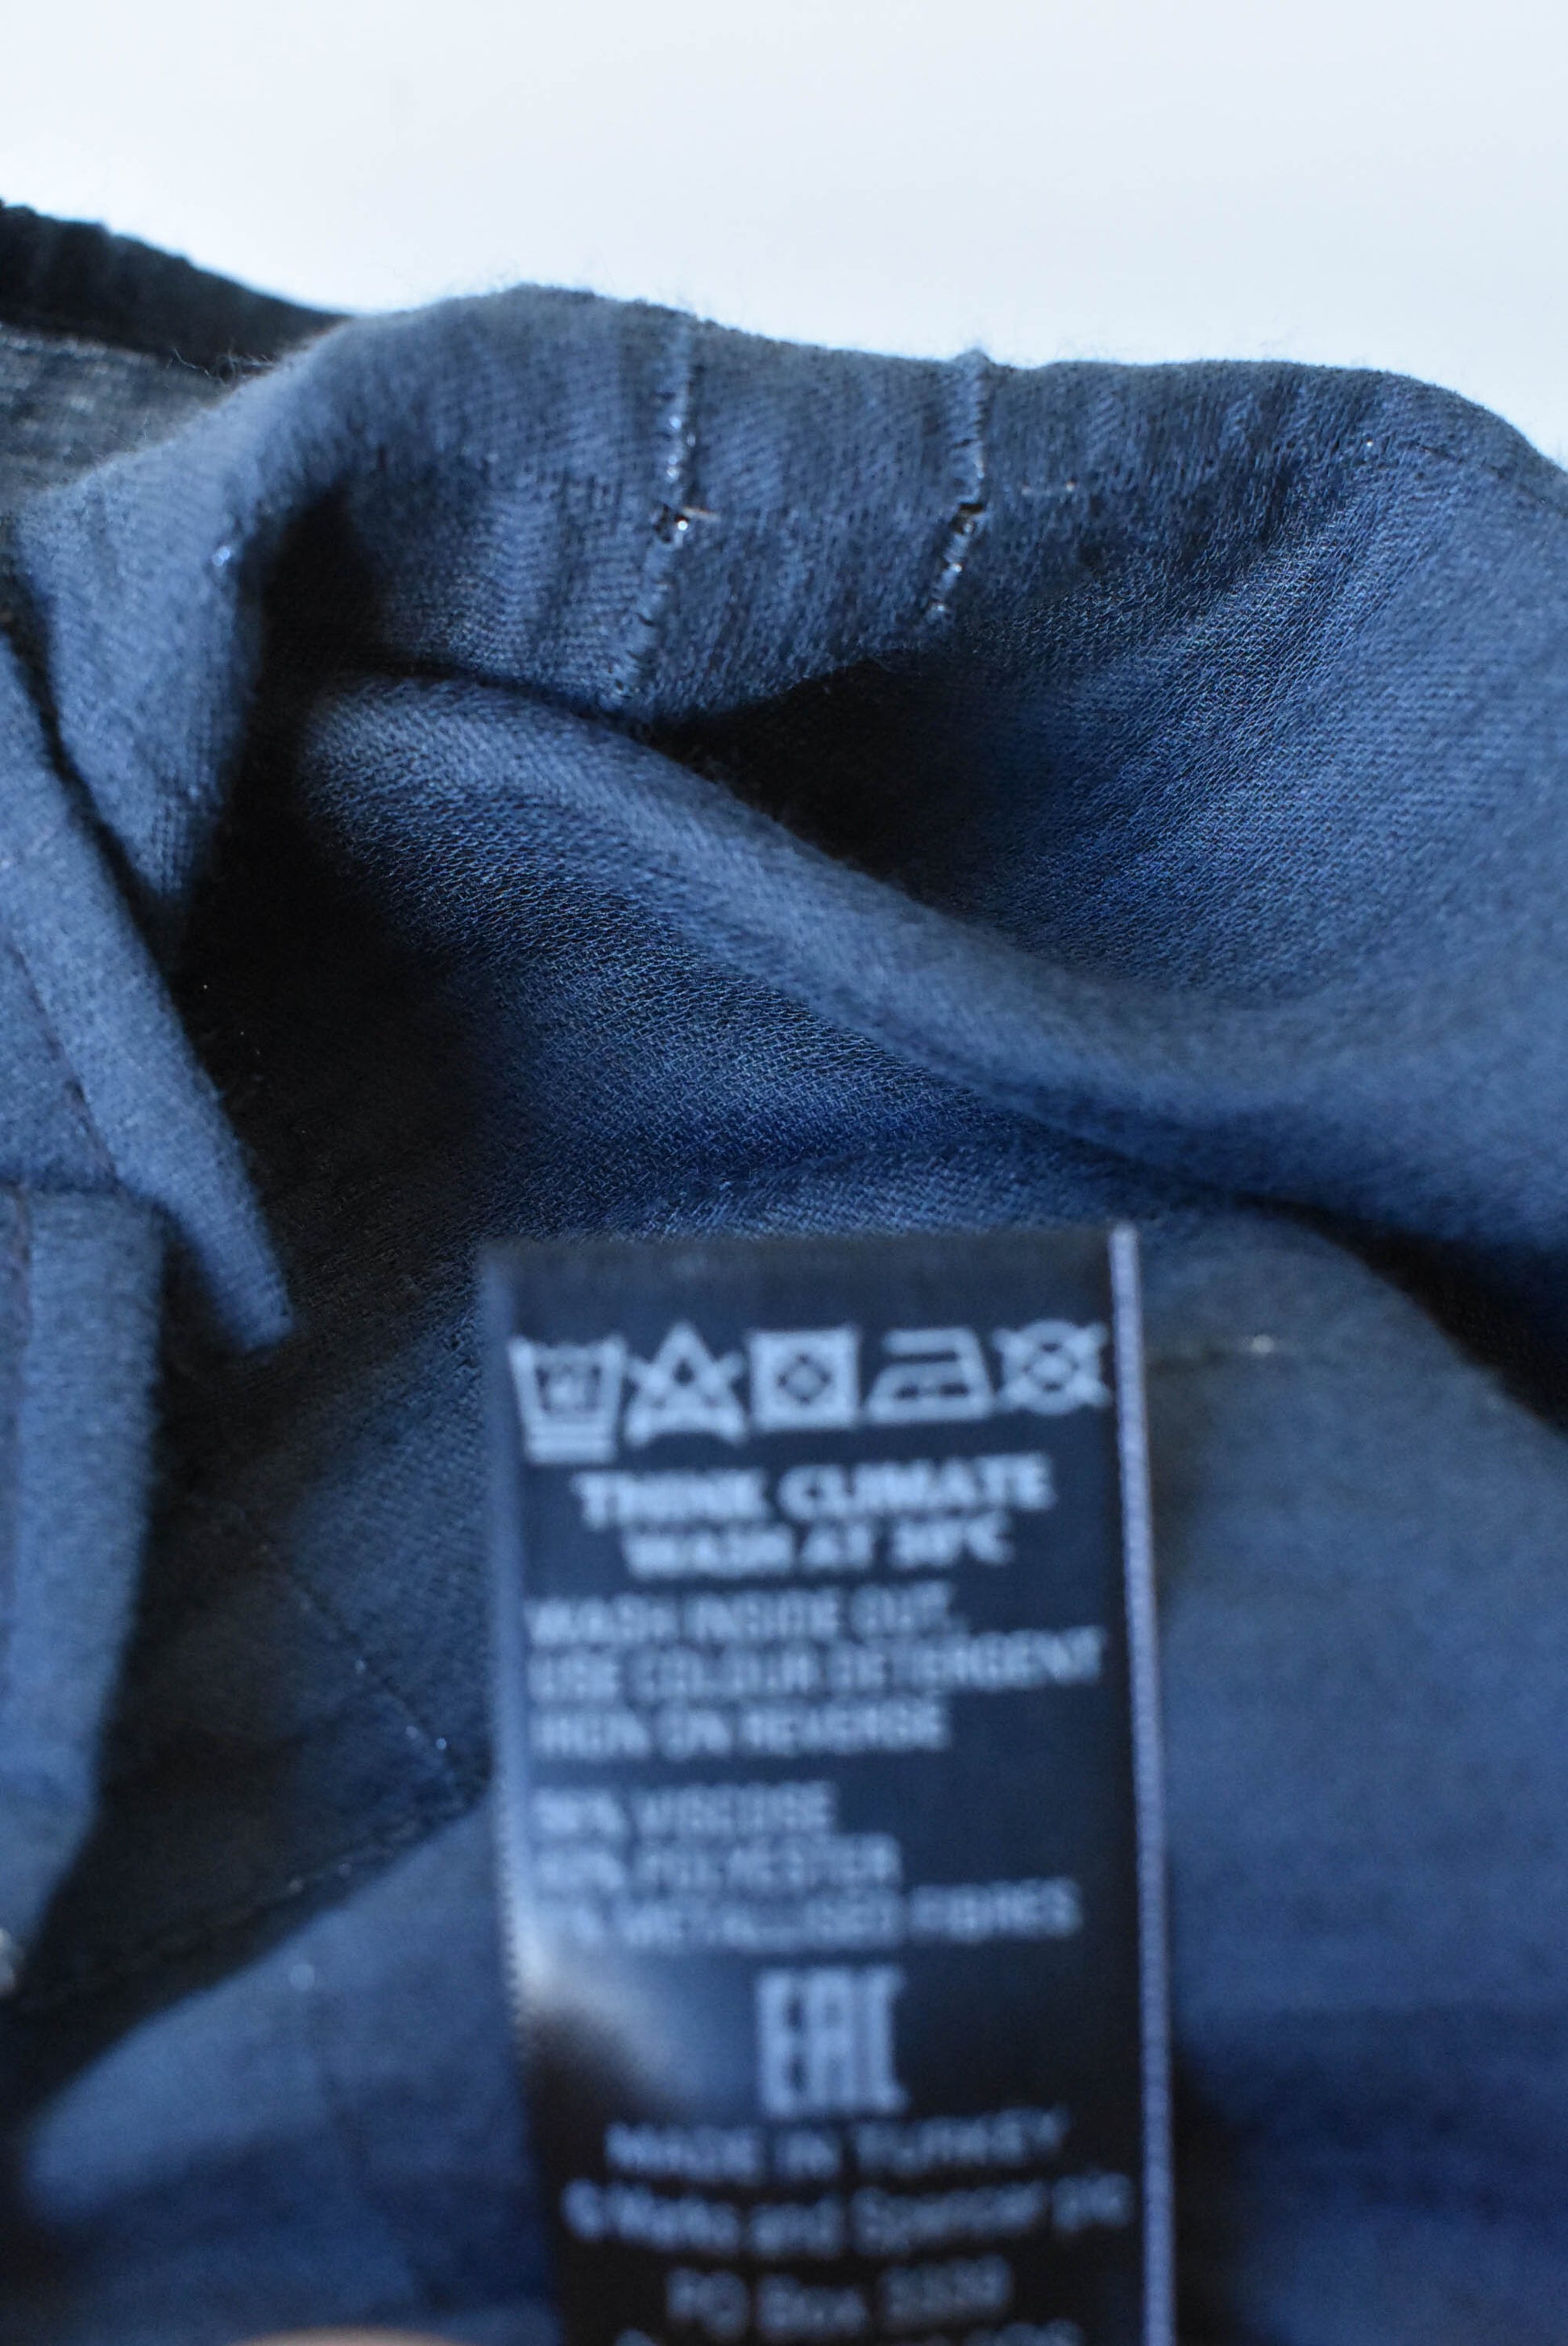 THINK CLIMATE
WASH AT 30°C
WASH INSIDE OUT,
USE COLOUR DETERGENT
IRON ON REVERSE
VISCOSE
POLYESTER
METALLISED FIBRES
EAC
MADE IN TURKEY
© Marks and Spencer plc
PO Box 3339